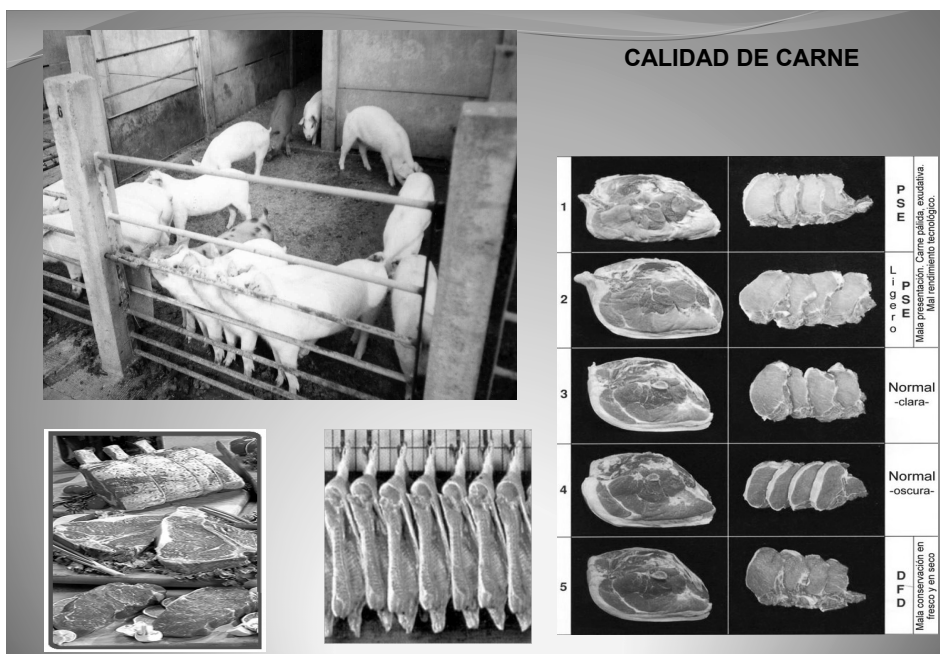 CALIDAD DE CARNE
6
1
PSE
2
Ligero PSE
Mala presentación. Carne pálida, exudativa.
Mal rendimiento tecnológico.
3
Normal
-clara-
4
Normal
-oscura-
5
DFD
Mala conservación en
fresco y en seco